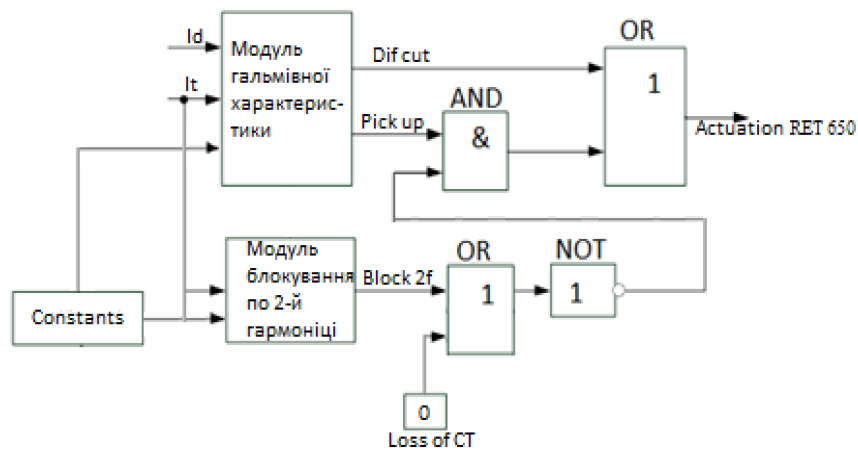 OR
Id
Модуль
гальмівної
характерис-
тики
Dif cut
1
It
AND
Pick up
&
Actuation RET 650
Модуль
блокування
по 2-й
гармоніці
OR
NOT
Block 2f
1
1
Constants
0
Loss of CT